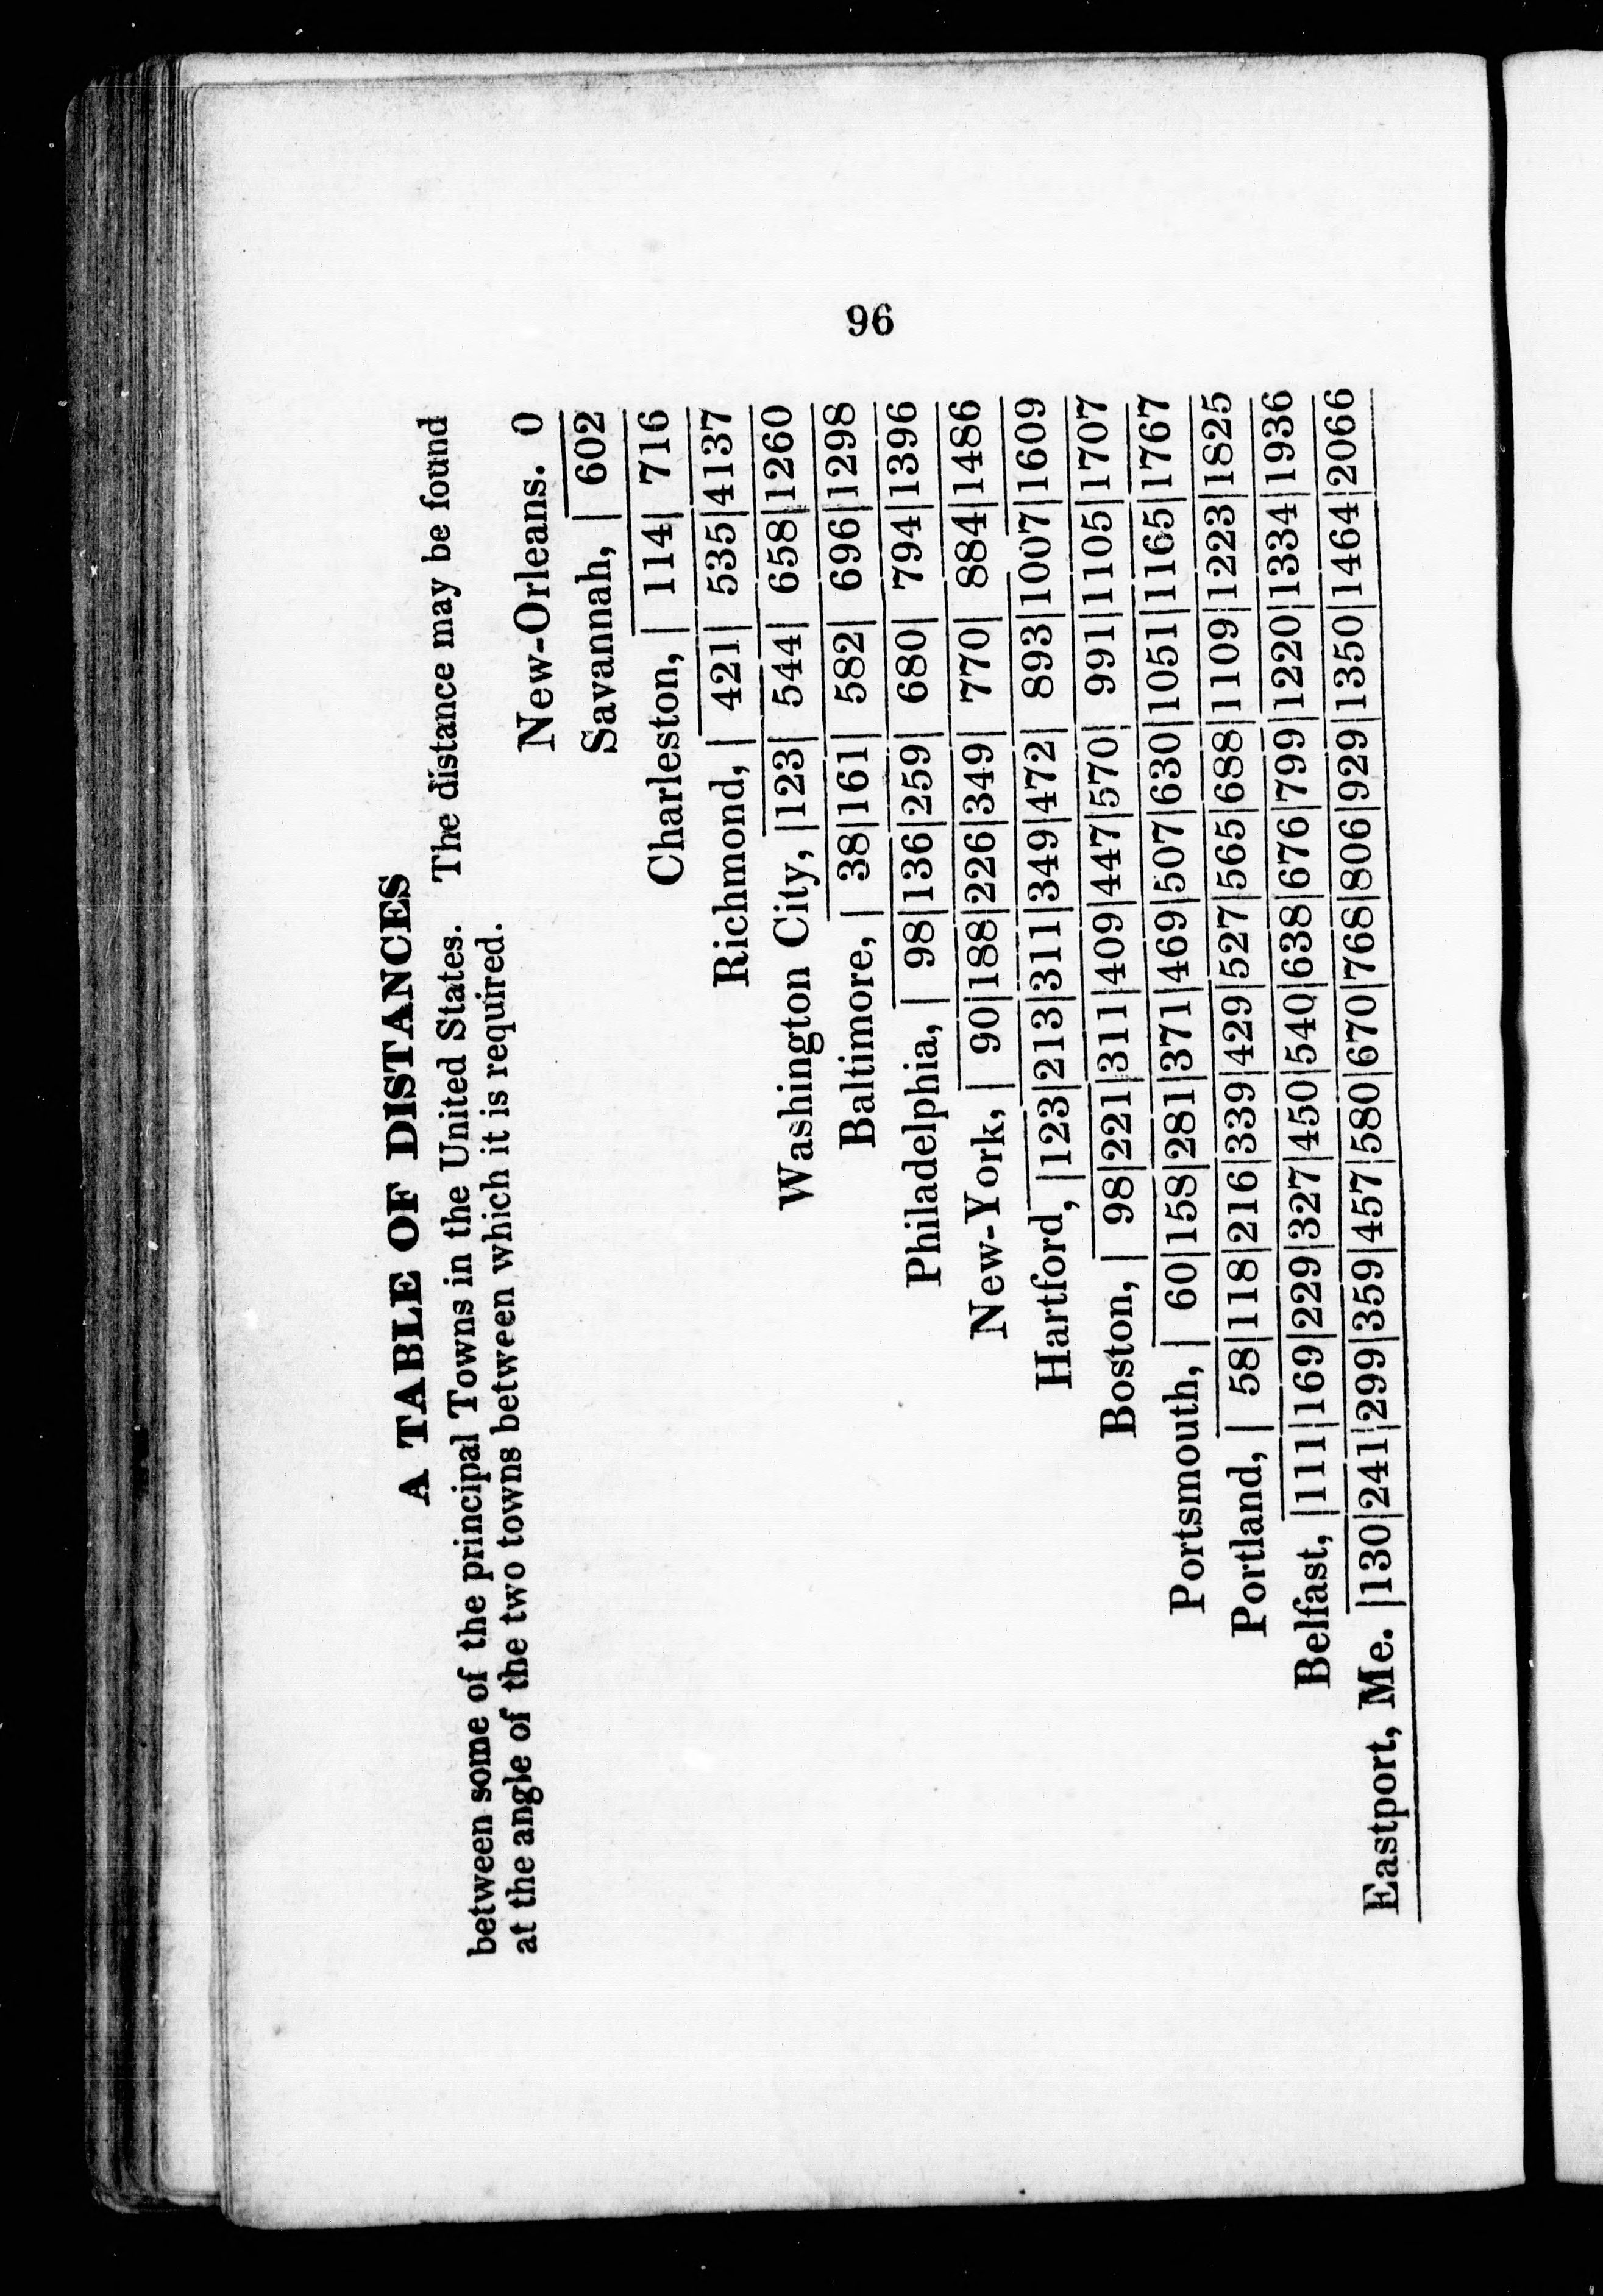 96
A TABLE OF DISTANCES
between some of the principal Towns in the United States. The distance may be found
at the angle of the two towns between which it is required.
New-Orleans. 0
Savannah, | 602
Charleston, | 114| 716
Richmond, | 421| 535|4137
Washington City, |123| 544| 658|1260
Baltimore, | 38|161| 582| 696|1298
Philadelphia, | 98|136|259| 680| 794|1396
New-York, | 90|188|226|349| 770| 884|1486
Hartford, |123|213|311|349|472| 893|1007|1609
Boston, | 98|221|311|409|447|570| 991|1105|1707
Portsmouth, | 60|158|281|371|469|507|630|1051|1165|1767
Portland, | 58|118|216|339|429|527|565|688|1109|1223|1825
Belfast, |111|169|229|327|450|540|638|676|799|1220|1334|1936
Eastport, Me. |130|241|299|359|457|580|670|768|806|929|1350|1464|2066